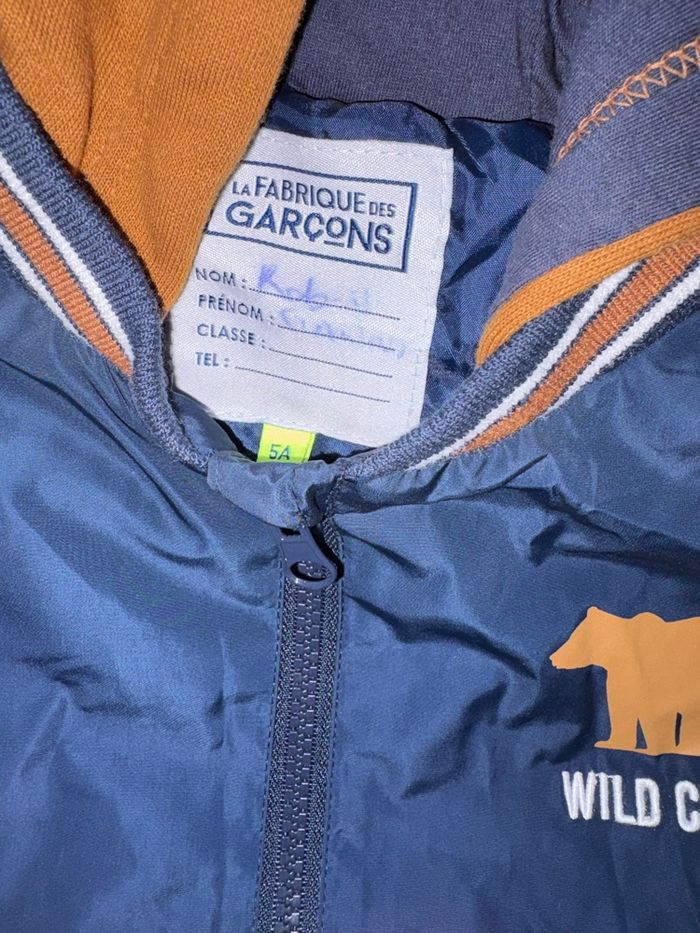 LA FABRIQUE DES
GARÇONS
NOM :
PRÉNOM :
CLASSE :
TEL :
5A
WILD C